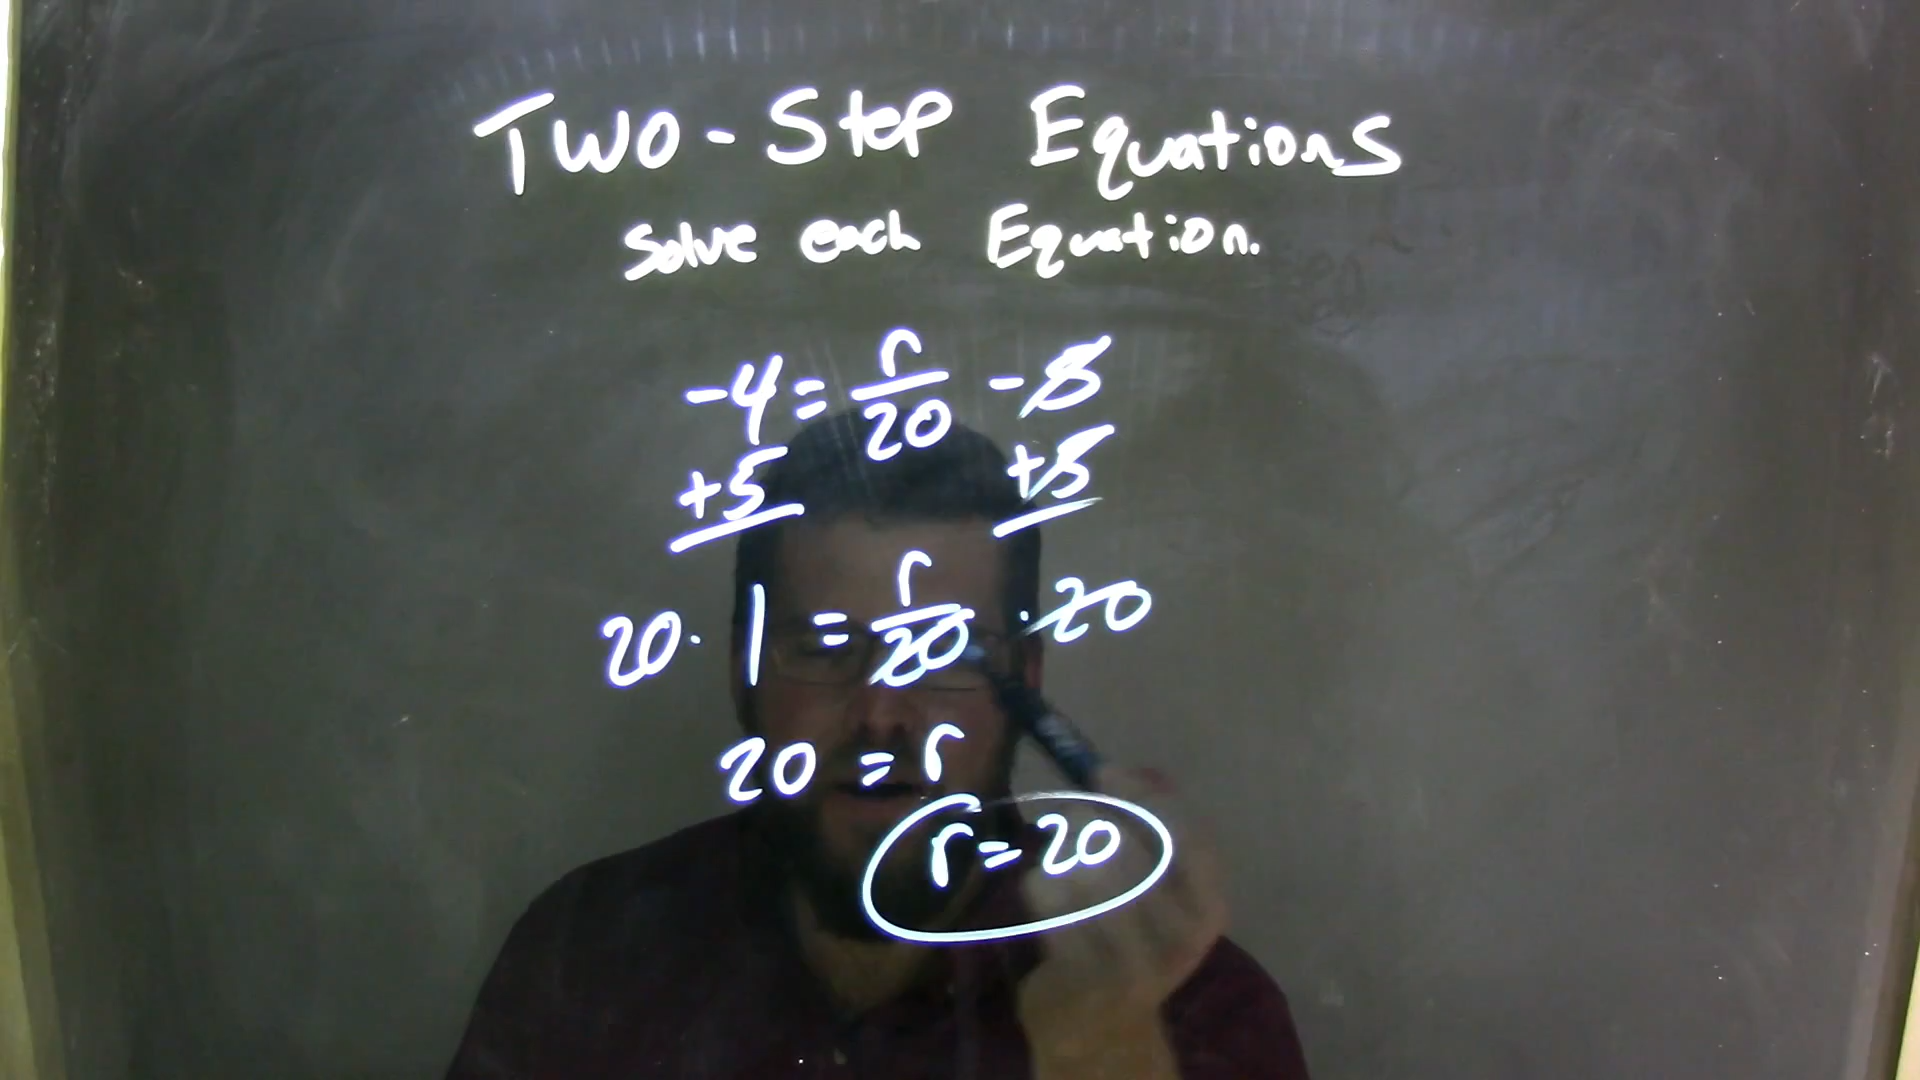 Two-Step Equations
Solve each Equation.
-4 = r/20 - 5
+5 +5
20 · 1 = r/20 · 20
20 = r
r = 20